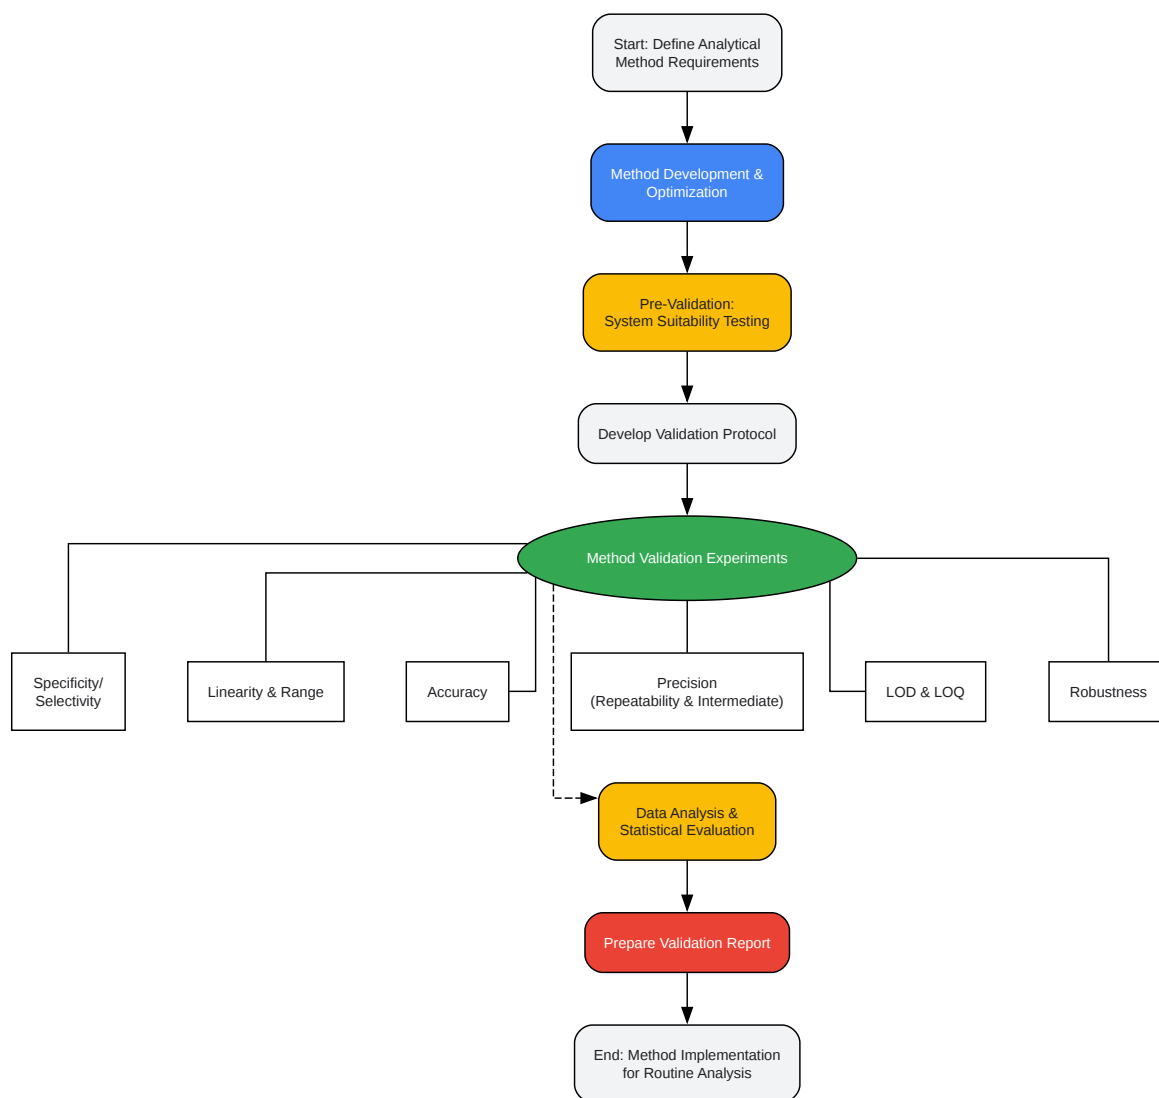 Start: Define Analytical
Method Requirements
Method Development &
Optimization
Pre-Validation:
System Suitability Testing
Develop Validation Protocol
Method Validation Experiments
Specificity/
Selectivity
Linearity & Range
Accuracy
Precision
(Repeatability & Intermediate)
LOD & LOQ
Robustness
Data Analysis &
Statistical Evaluation
Prepare Validation Report
End: Method Implementation
for Routine Analysis